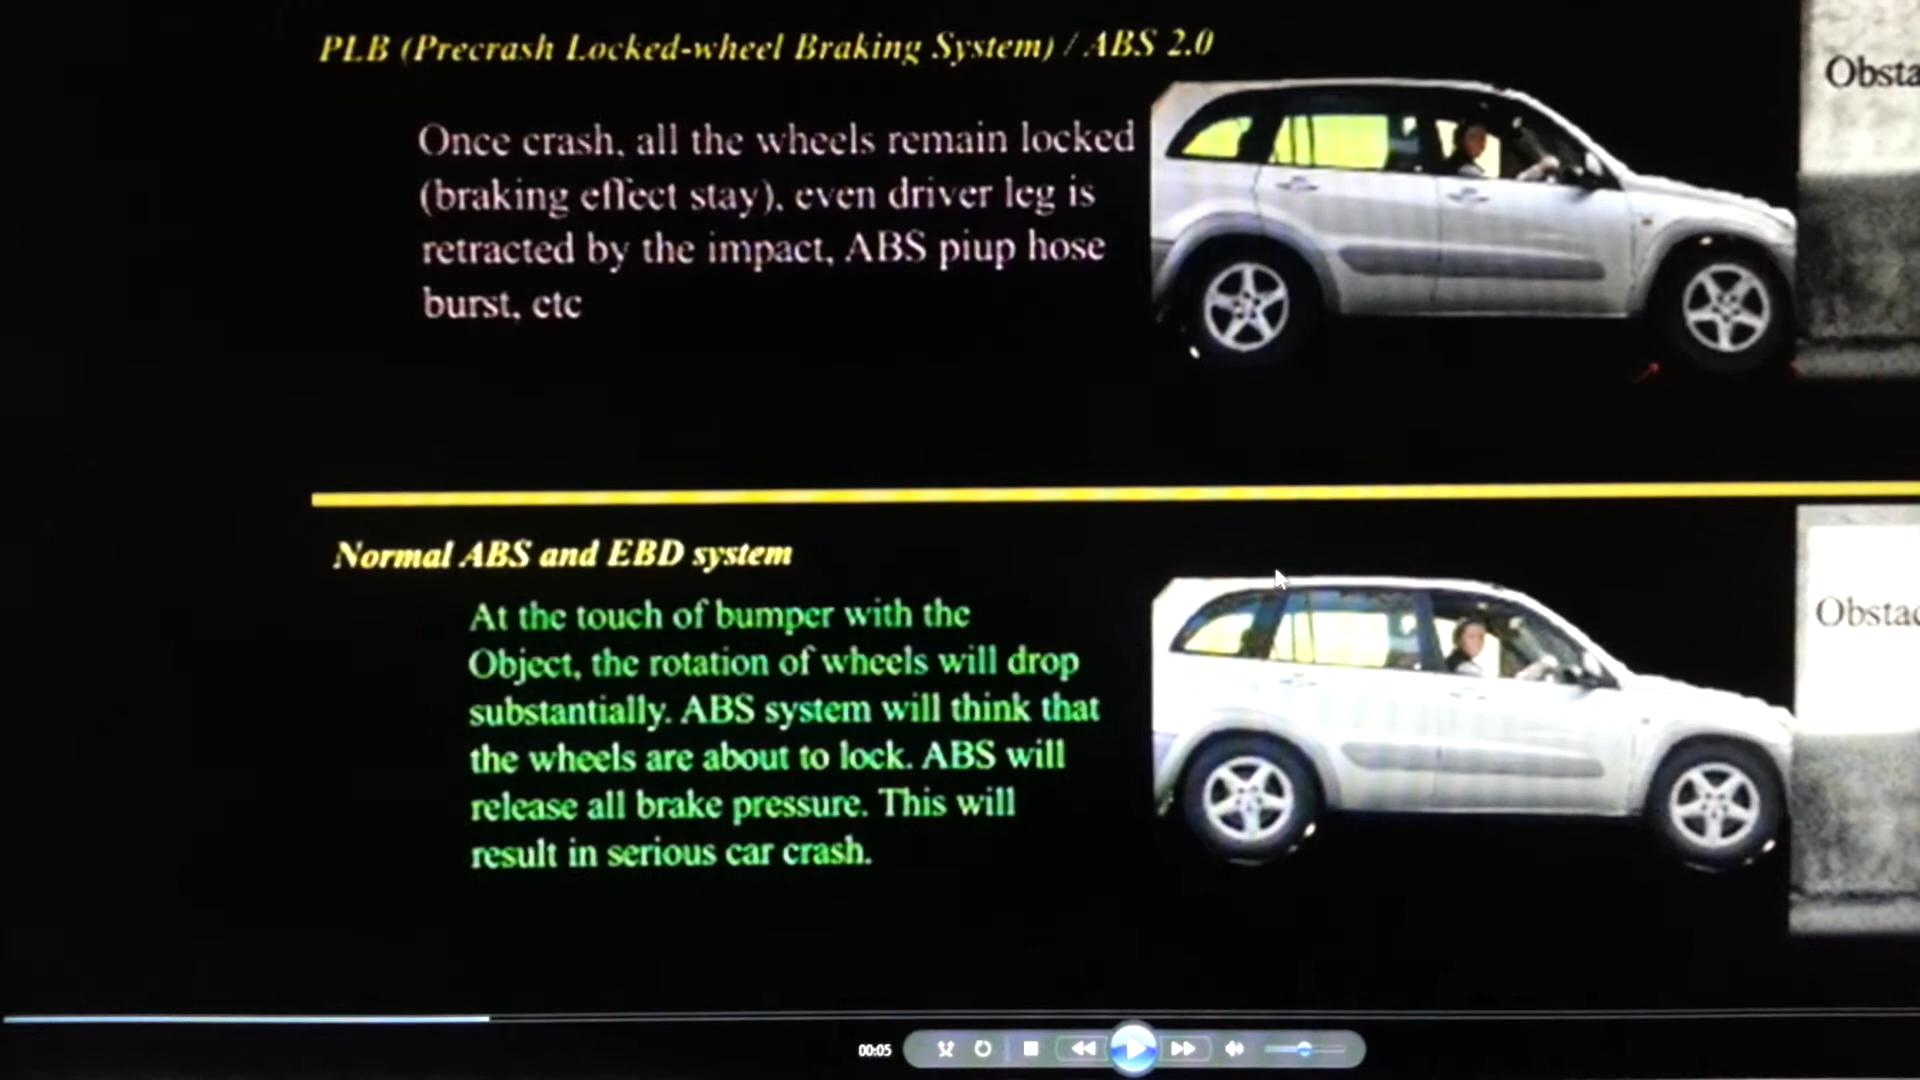 PLB (Precrash Locked-wheel Braking System) / ABS 2.0
Once crash, all the wheels remain locked
(braking effect stay), even driver leg is
retracted by the impact, ABS piup hose
burst, etc
Obsta
Normal ABS and EBD system
At the touch of bumper with the
Object, the rotation of wheels will drop
substantially. ABS system will think that
the wheels are about to lock. ABS will
release all brake pressure. This will
result in serious car crash.
Obstac
00:05